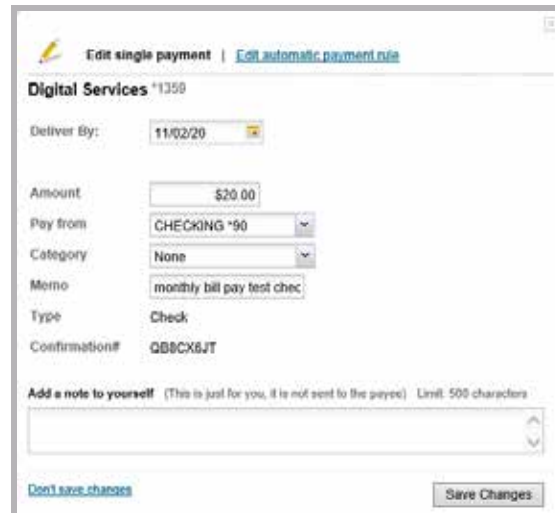 Edit single payment | Edit automatic payment rule
Digital Services *1359
Deliver By: 11/02/20
Amount $20.00
Pay from CHECKING *90
Category None
Memo monthly bill pay test chec
Type Check
Confirmation# QB8CX6JT
Add a note to yourself (This is just for you, it is not sent to the payee) Limit: 500 characters
Don't save changes Save Changes